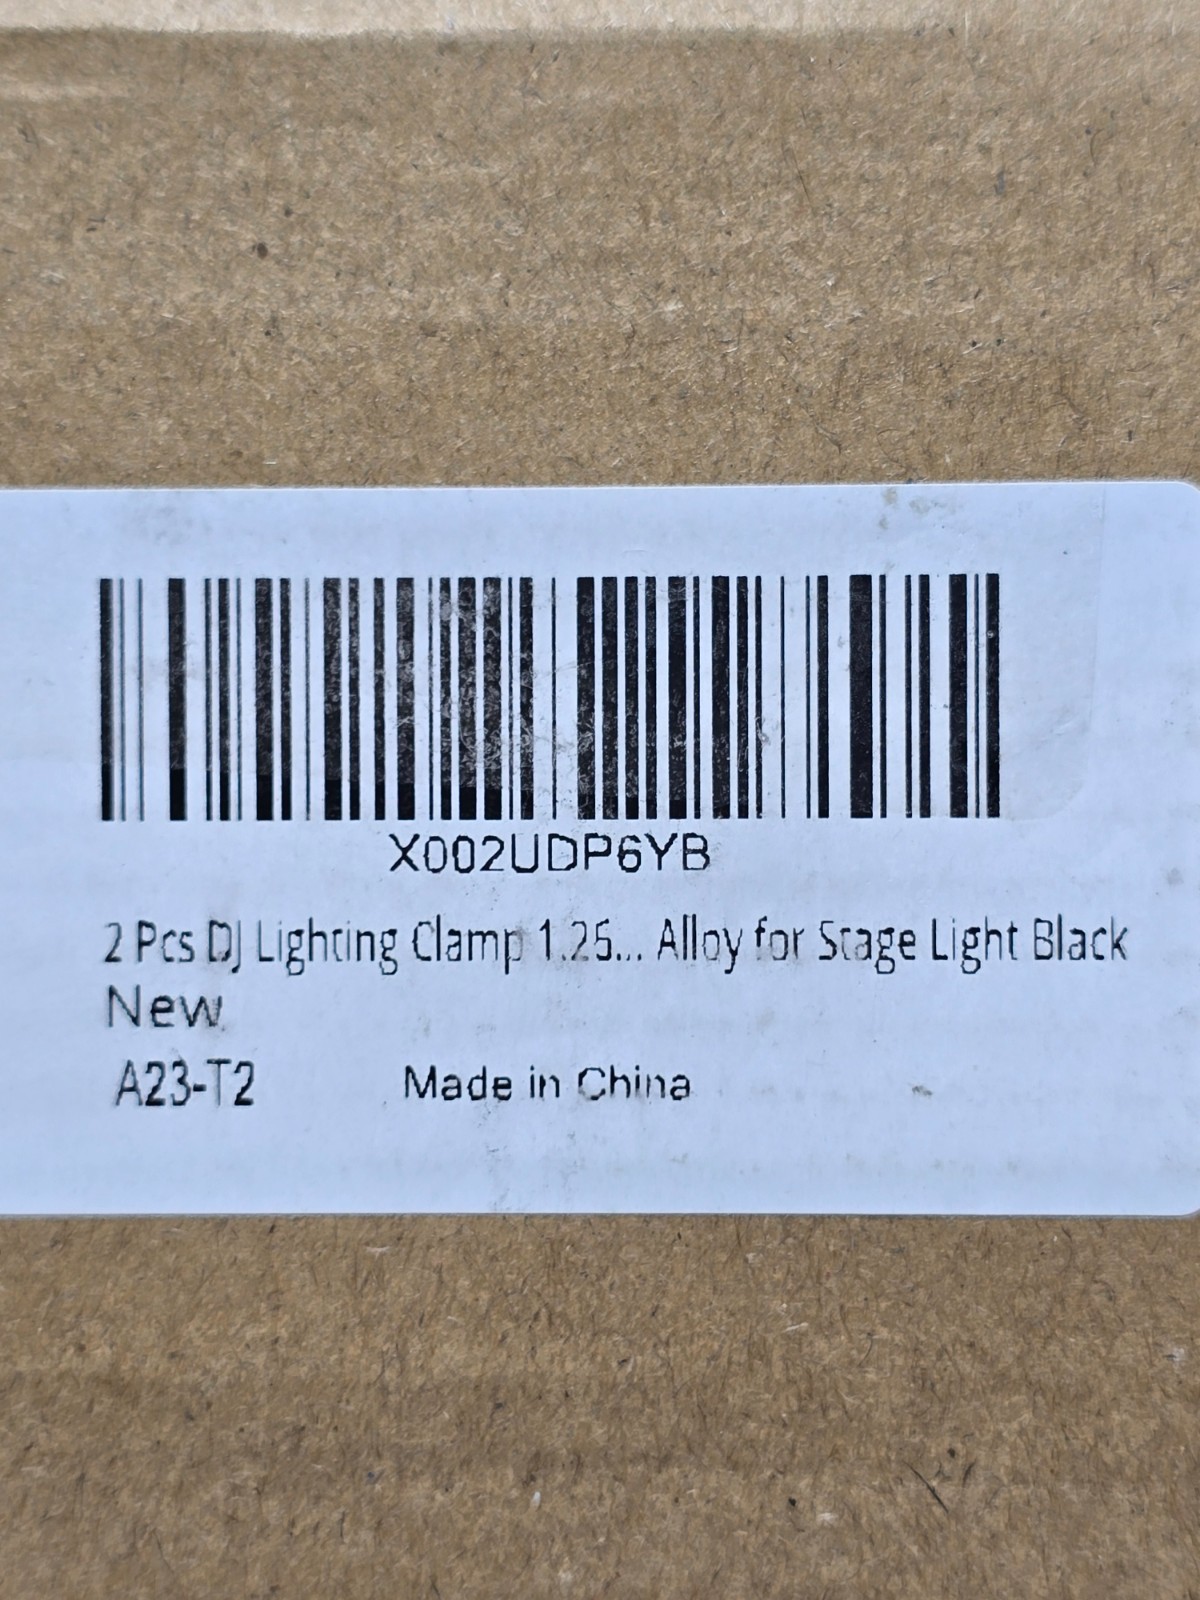 X002UDP6YB
2 Pcs DJ Lighting Clamp 1.25... Alloy for Stage Light Black
New
A23-T2 Made in China